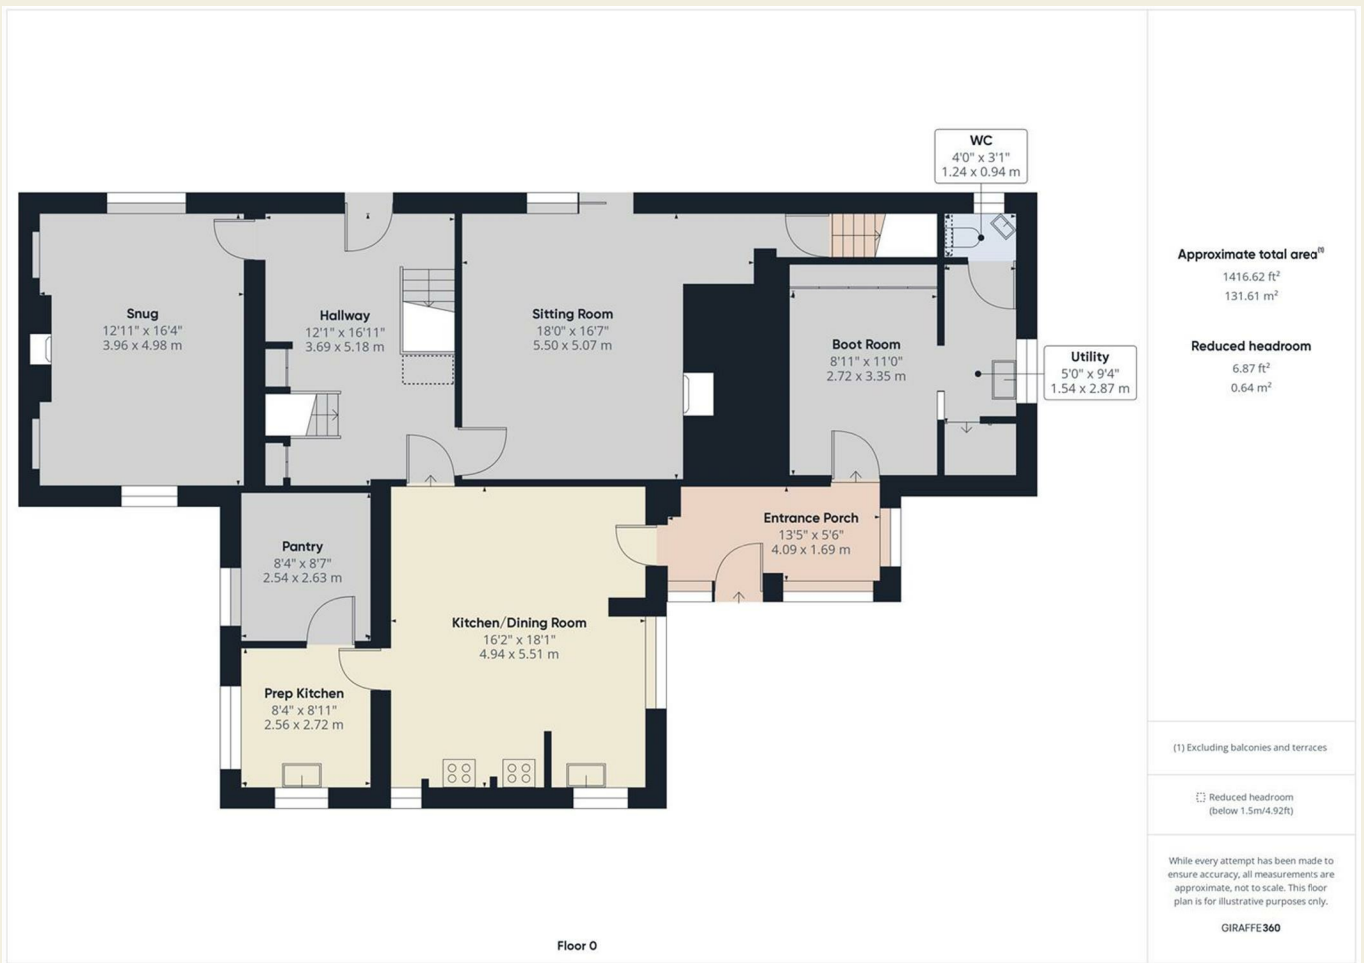 WC
4'0" x 3'1"
1.24 x 0.94 m
Snug
12'11" x 16'4"
3.96 x 4.98 m
Hallway
12'1" x 16'11"
3.69 x 5.18 m
Sitting Room
18'0" x 16'7"
5.50 x 5.07 m
Boot Room
8'11" x 11'0"
2.72 x 3.35 m
Utility
5'0" x 9'4"
1.54 x 2.87 m
Entrance Porch
13'5" x 5'6"
4.09 x 1.69 m
Pantry
8'4" x 8'7"
2.54 x 2.63 m
Kitchen/Dining Room
16'2" x 18'1"
4.94 x 5.51 m
Prep Kitchen
8'4" x 8'11"
2.56 x 2.72 m
Floor 0
Approximate total area(1)
1416.62 ft²
131.61 m²
Reduced headroom
6.87 ft²
0.64 m²
(1) Excluding balconies and terraces
Reduced headroom
(below 1.5m/4.92ft)
While every attempt has been made to
ensure accuracy, all measurements are
approximate, not to scale. This floor
plan is for illustrative purposes only.
GIRAFFE360